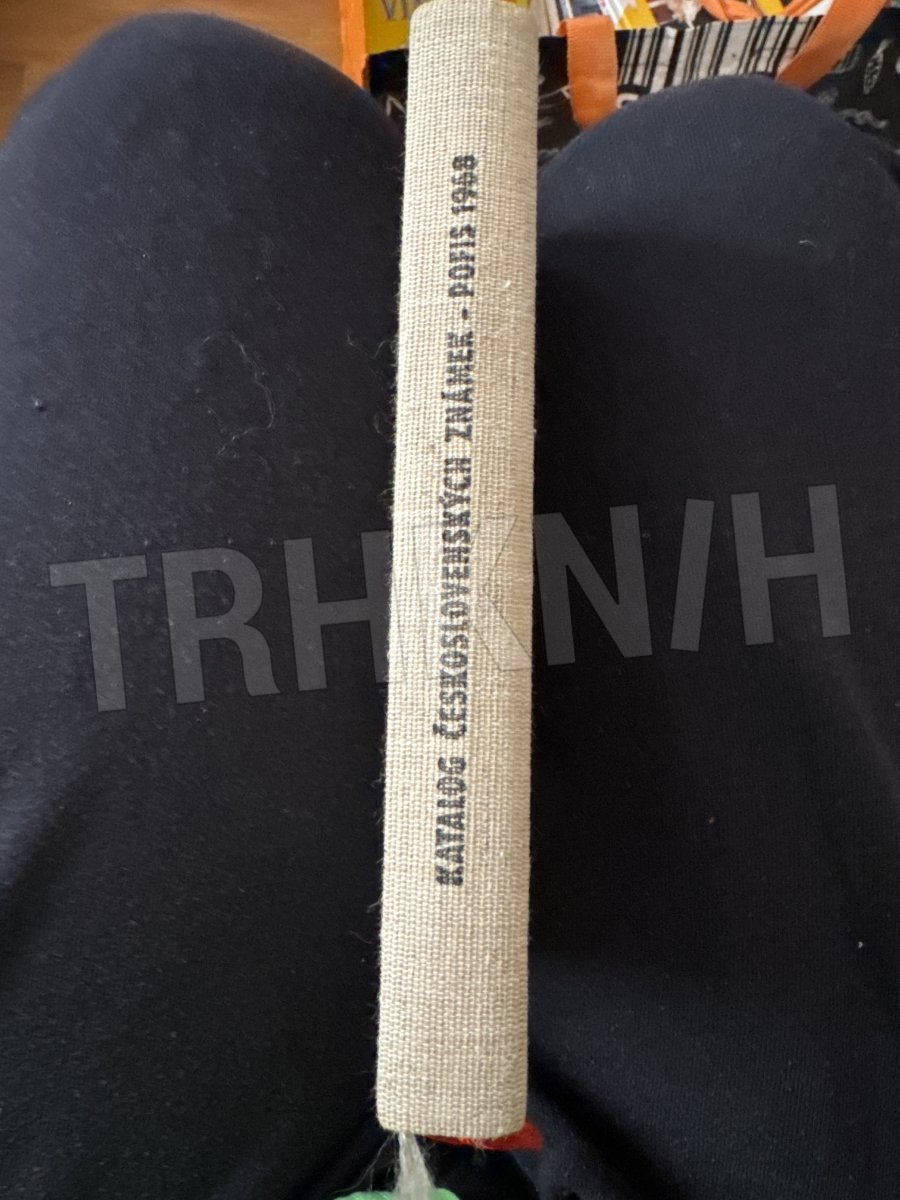 KATALOG ČESKOSLOVENSKÝCH ZNÁMEK - POFIS 1968
TRHKNIH